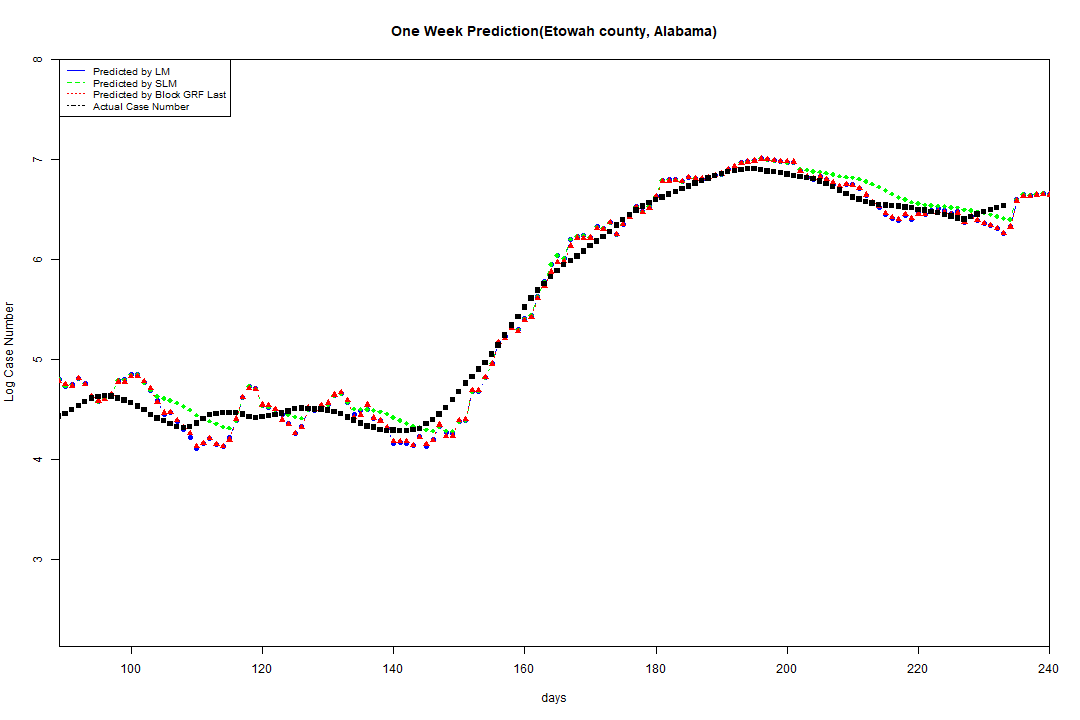 One Week Prediction(Etowah county, Alabama)
Predicted by LM
Predicted by SLM
Predicted by Block GRF Last
Actual Case Number
8
7
6
5
4
3
Log Case Number
100 120 140 160 180 200 220 240
days